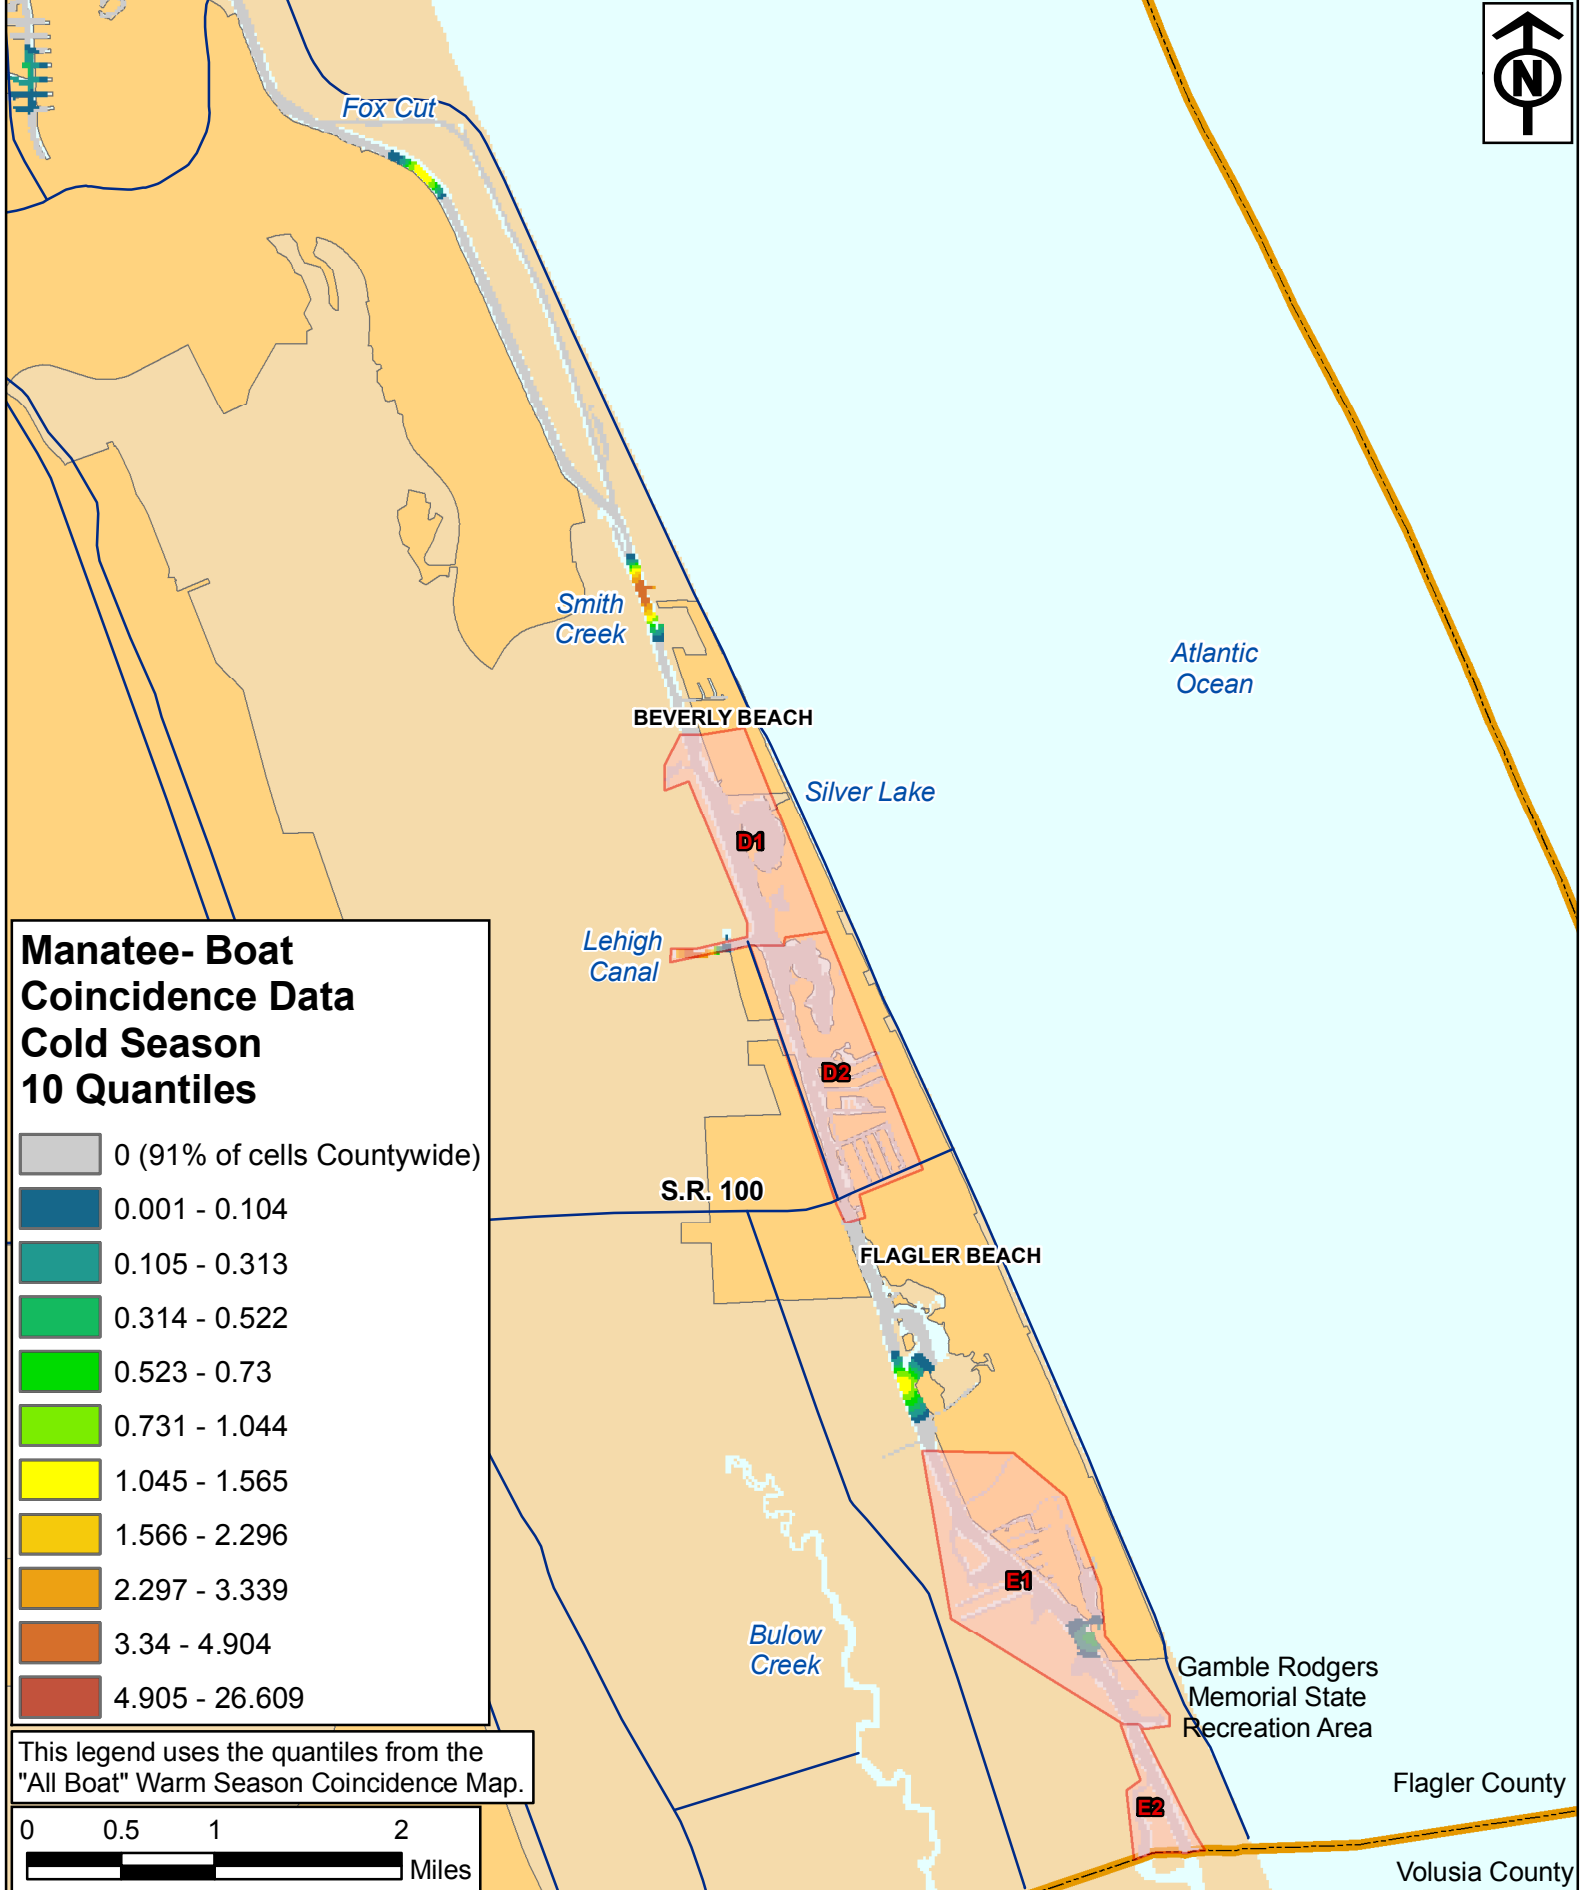 N
Fox Cut
Smith
Creek
Atlantic
Ocean
BEVERLY BEACH
Silver Lake
D1
Lehigh
Canal
D2
S.R. 100
FLAGLER BEACH
E1
Bulow
Creek
Gamble Rodgers
Memorial State
Recreation Area
E2
Flagler County
Volusia County
Manatee- Boat
Coincidence Data
Cold Season
10 Quantiles
0 (91% of cells Countywide)
0.001 - 0.104
0.105 - 0.313
0.314 - 0.522
0.523 - 0.73
0.731 - 1.044
1.045 - 1.565
1.566 - 2.296
2.297 - 3.339
3.34 - 4.904
4.905 - 26.609
This legend uses the quantiles from the
"All Boat" Warm Season Coincidence Map.
0 0.5 1 2
Miles